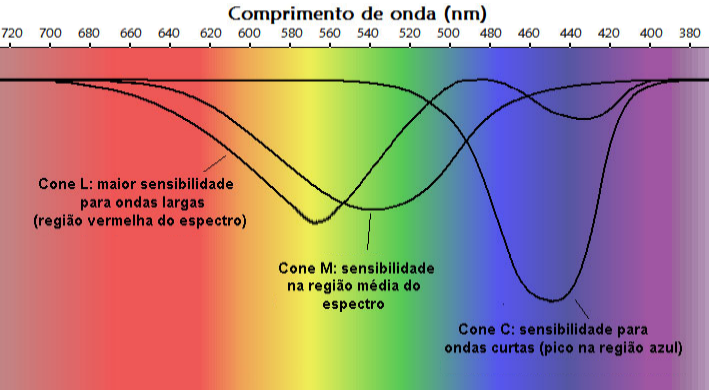 Comprimento de onda (nm)
720 700 680 660 640 620 600 580 560 540 520 500 480 460 440 420 400 380
Cone L: maior sensibilidade
para ondas largas
(região vermelha do espectro)
Cone M: sensibilidade
na região média do
espectro
Cone C: sensibilidade para
ondas curtas (pico na região azul)